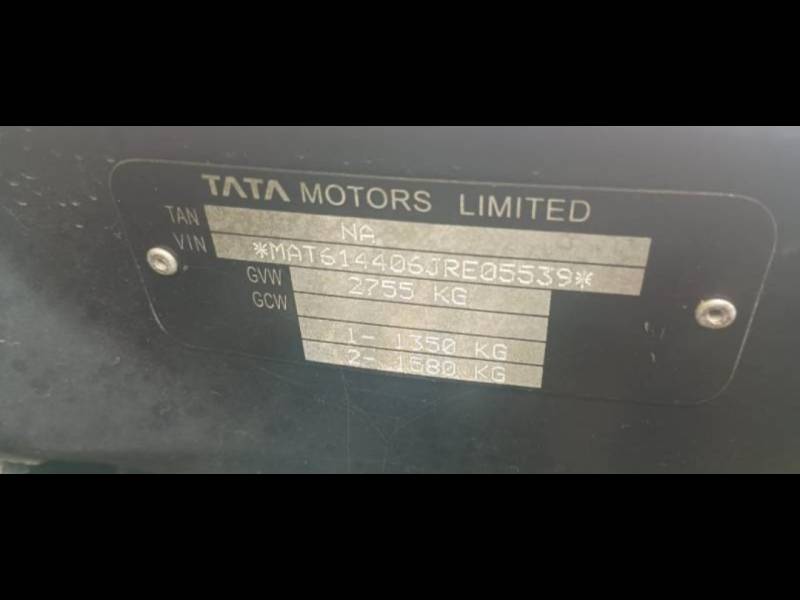 TATA MOTORS LIMITED
TAN NA
VIN *MAT614406JRE05539*
GVW 2755 KG
GCW
1- 1350 KG
2- 1580 KG